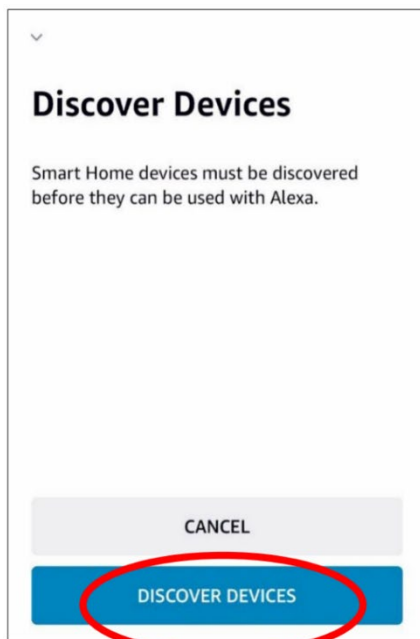 Discover Devices
Smart Home devices must be discovered
before they can be used with Alexa.
CANCEL
DISCOVER DEVICES